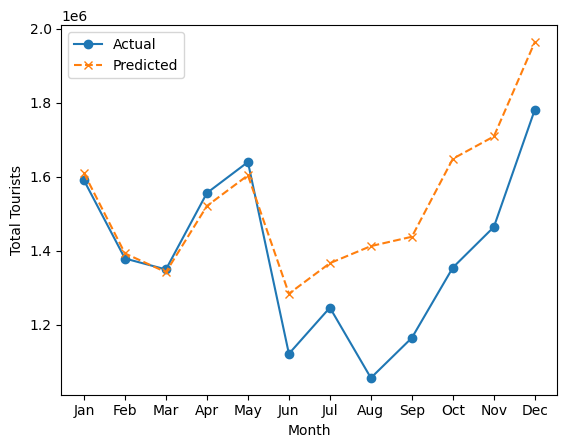 1e6
Actual
Predicted
2.0
1.8
1.6
1.4
1.2
Total Tourists
Jan Feb Mar Apr May Jun Jul Aug Sep Oct Nov Dec
Month